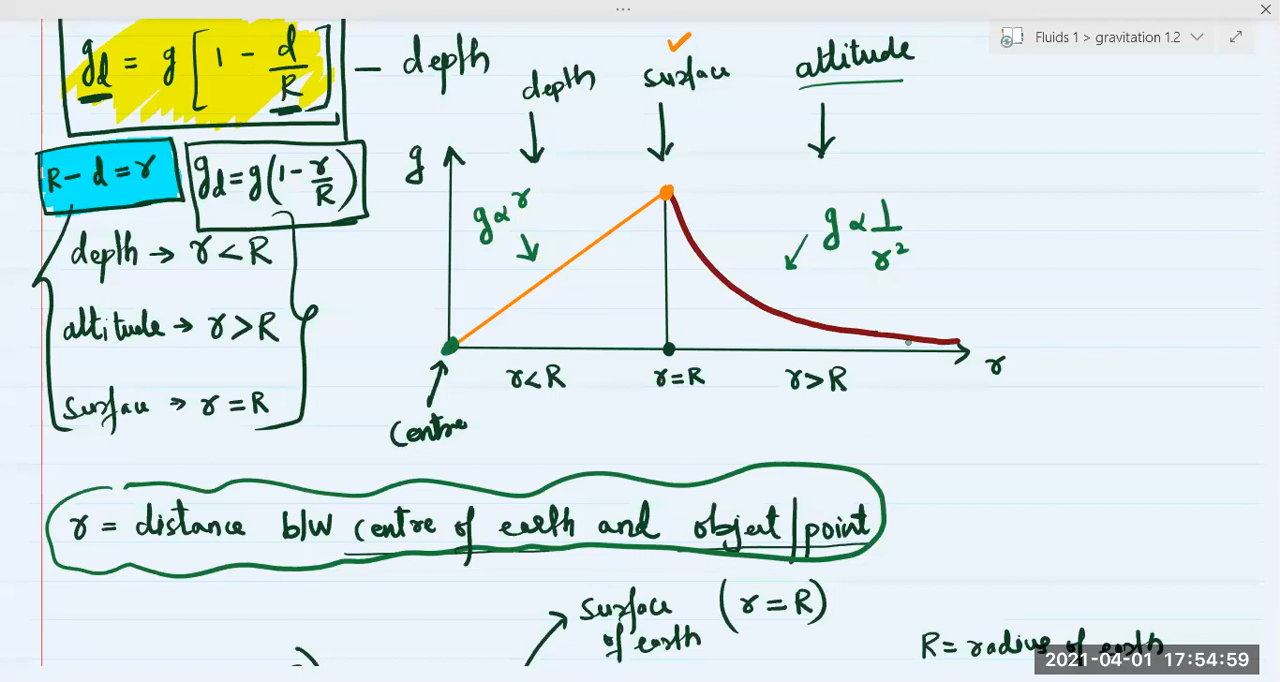 Fluids 1 > gravitation 1.2
g_d = g [1 - d/R] - depth
depth
surface
altitude
R - d = r
g_d = g(1 - r/R)
g
g ∝ r
g ∝ 1/r²
depth → r < R
altitude → r > R
surface → r = R
r < R
r = R
r > R
r
Centre
r = distance b/w centre of earth and object/point
surface (r = R)
of earth
R = radius of earth
2021-04-01 17:54:59